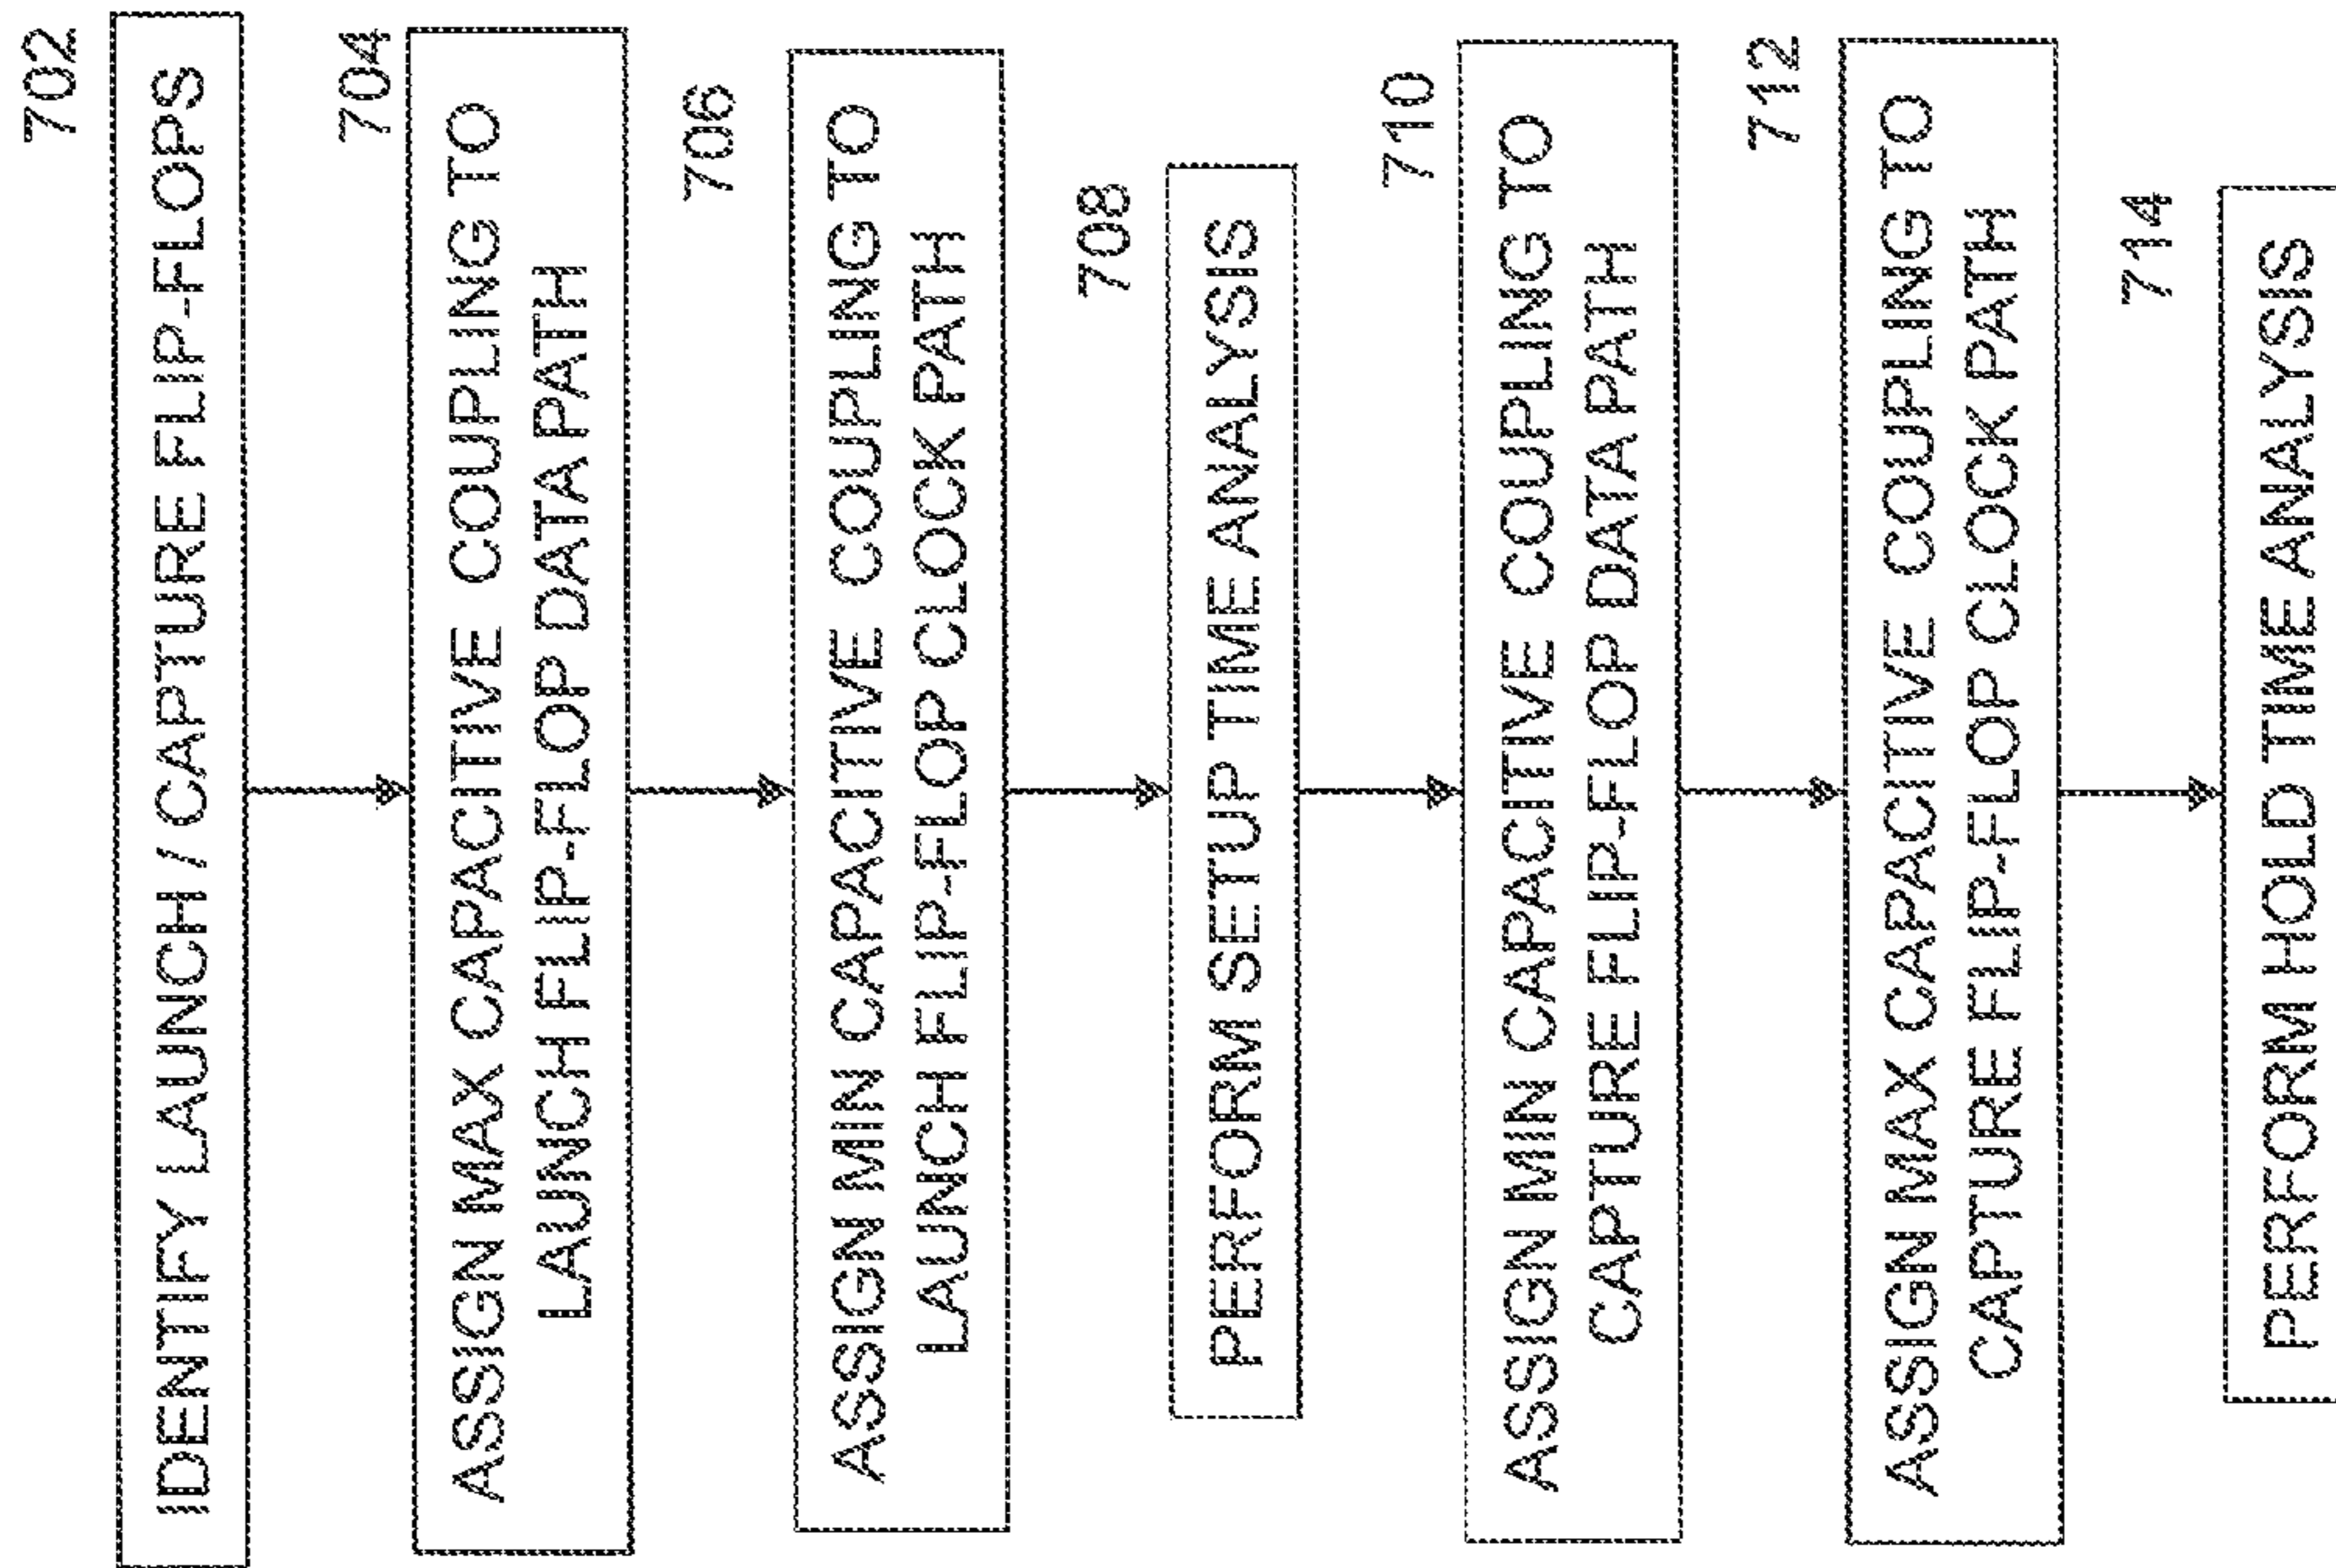 702
IDENTIFY LAUNCH / CAPTURE FLIP-FLOPS
704
ASSIGN MAX CAPACITIVE COUPLING TO
LAUNCH FLIP-FLOP DATA PATH
706
ASSIGN MIN CAPACITIVE COUPLING TO
LAUNCH FLIP-FLOP CLOCK PATH
708
PERFORM SETUP TIME ANALYSIS
710
ASSIGN MIN CAPACITIVE COUPLING TO
CAPTURE FLIP-FLOP DATA PATH
712
ASSIGN MAX CAPACITIVE COUPLING TO
CAPTURE FLIP-FLOP CLOCK PATH
714
PERFORM HOLD TIME ANALYSIS